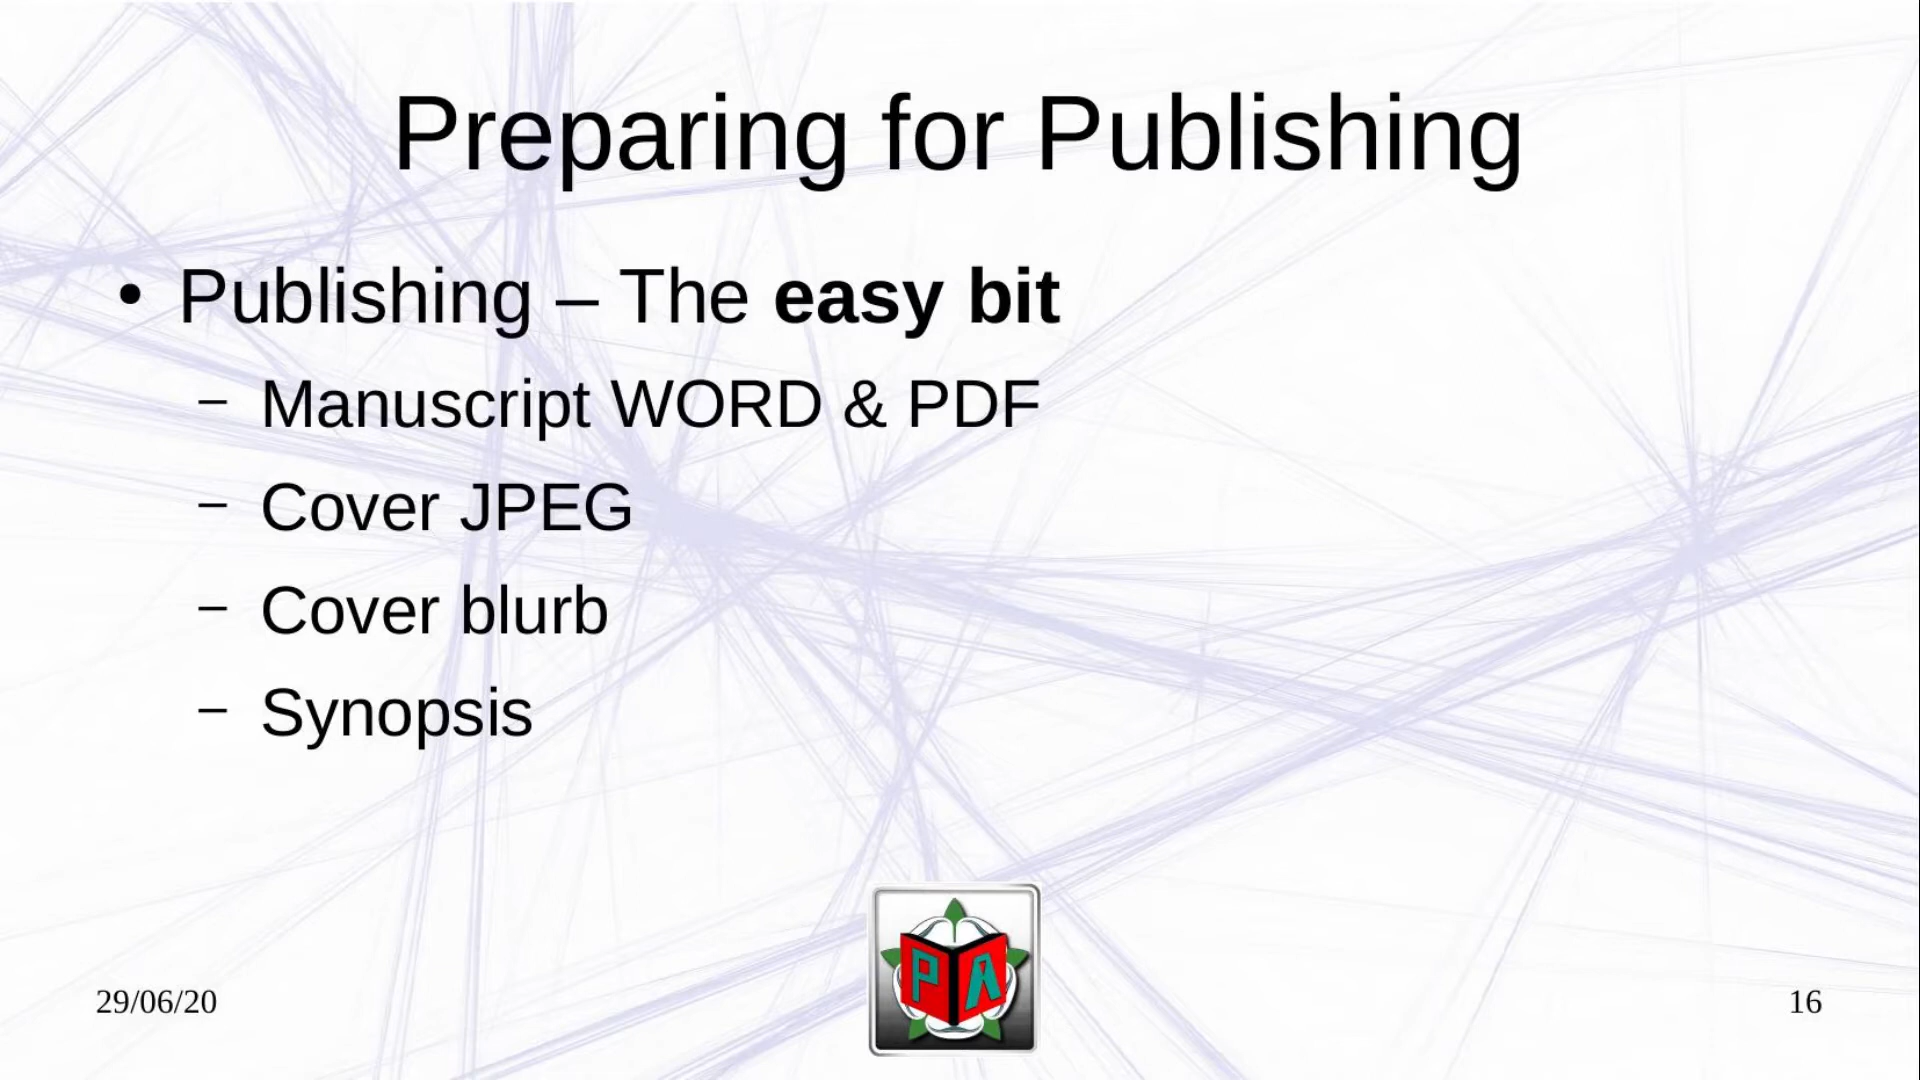 Preparing for Publishing
• Publishing – The easy bit
– Manuscript WORD & PDF
– Cover JPEG
– Cover blurb
– Synopsis
P A
29/06/20
16